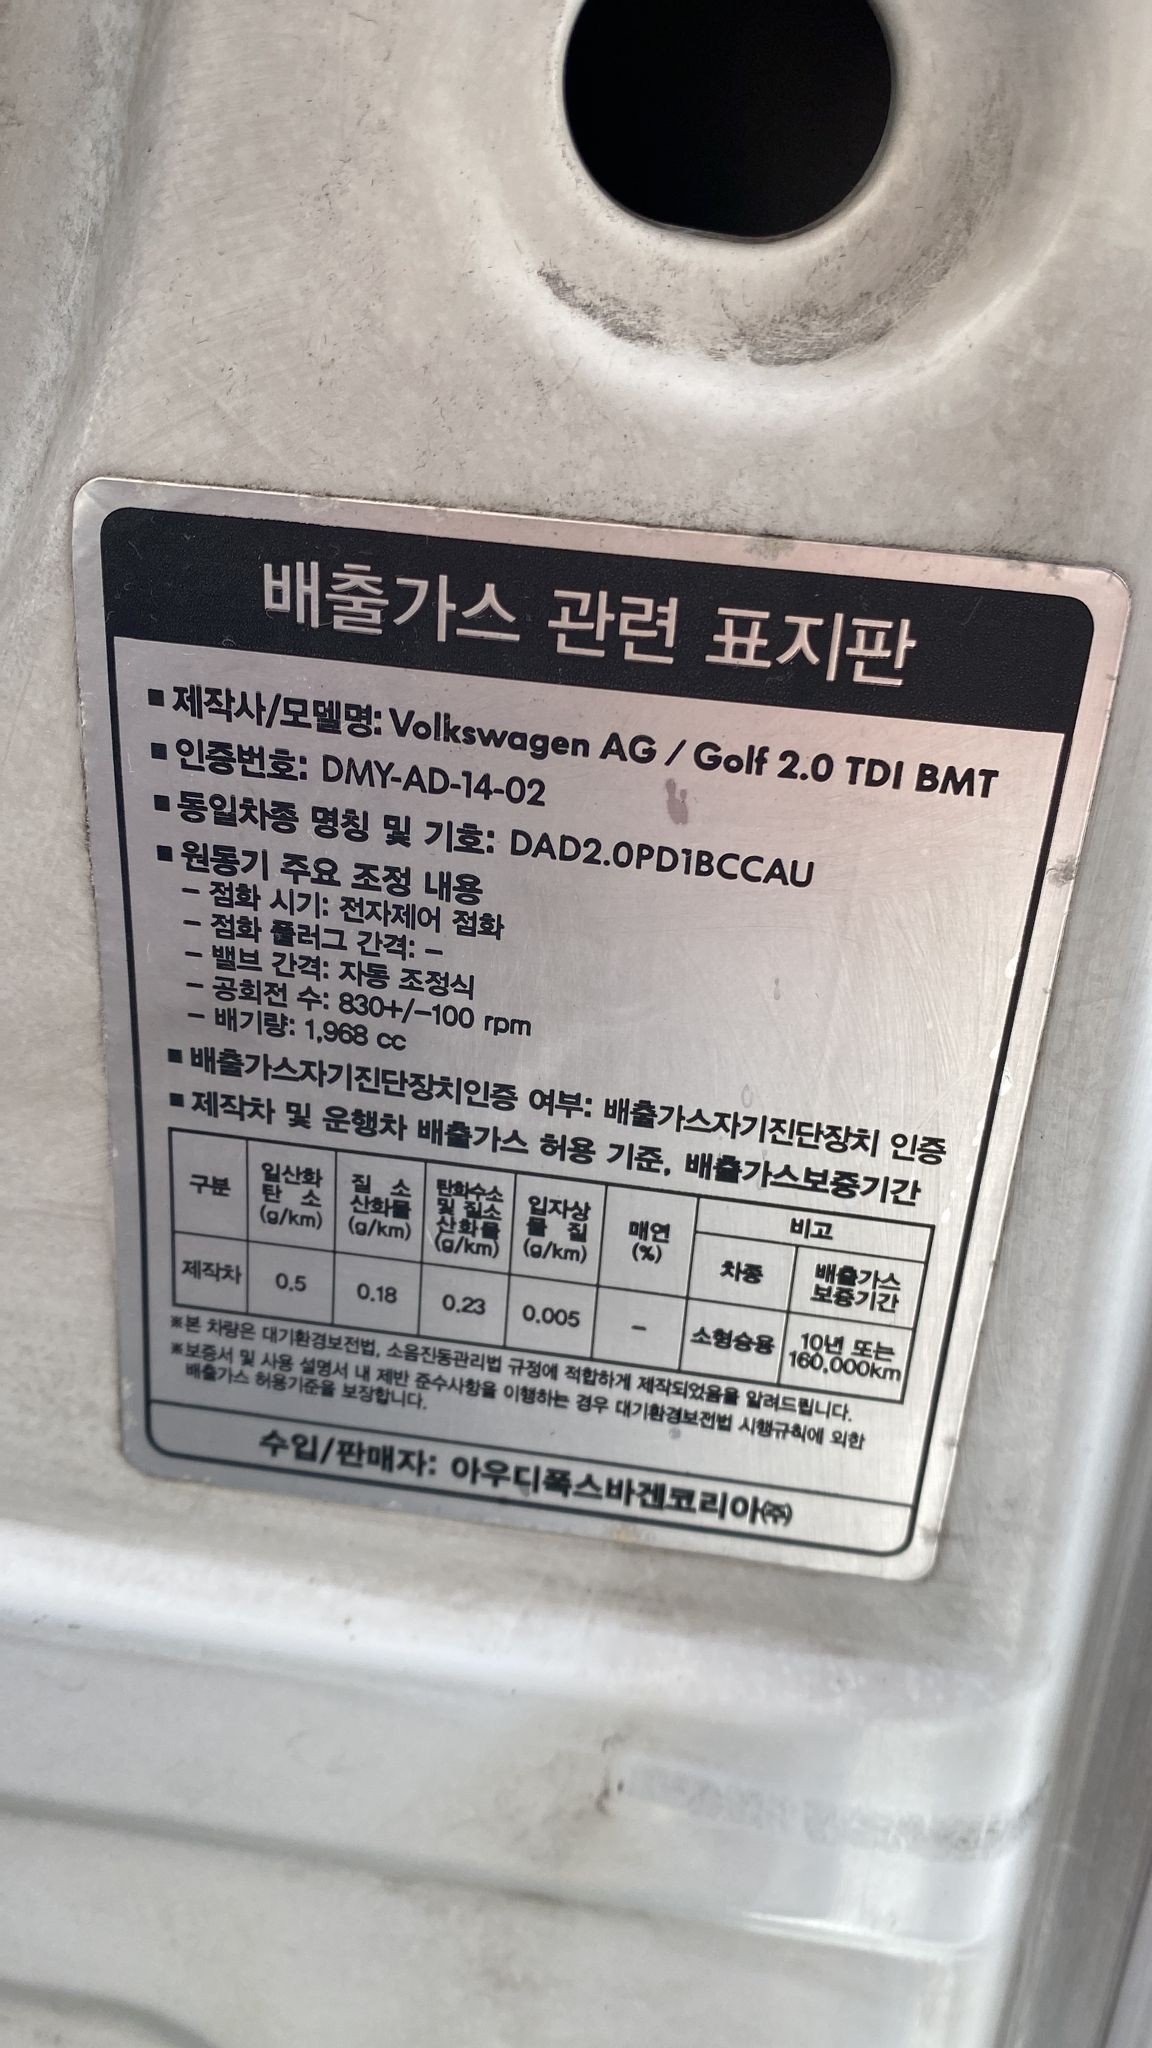 배출가스 관련 표지판
■ 제작사/모델명: Volkswagen AG / Golf 2.0 TDI BMT
■ 인증번호: DMY-AD-14-02
■ 동일차종 명칭 및 기호: DAD2.0PD1BCCAU
■ 원동기 주요 조정 내용
– 점화 시기: 전자제어 점화
– 점화 플러그 간격: –
– 밸브 간격: 자동 조정식
– 공회전 수: 830+/–100 rpm
– 배기량: 1,968 cc
■ 배출가스자기진단장치인증 여부: 배출가스자기진단장치 인증
■ 제작차 및 운행차 배출가스 허용 기준, 배출가스보증기간
구분
일산화
탄 소
(g/km)
질 소
산화물
(g/km)
탄화수소
및 질소
산화물
(g/km)
입자상
물 질
(g/km)
매연
(%)
비고
차종
배출가스
보증기간
제작차
0.5
0.18
0.23
0.005
–
소형승용
10년 또는
160,000km
※본 차량은 대기환경보전법, 소음진동관리법 규정에 적합하게 제작되었음을 알려드립니다.
※보증서 및 사용 설명서 내 제반 준수사항을 이행하는 경우 대기환경보전법 시행규칙에 의한
배출가스 허용기준을 보장합니다.
수입/판매자: 아우디폭스바겐코리아㈜